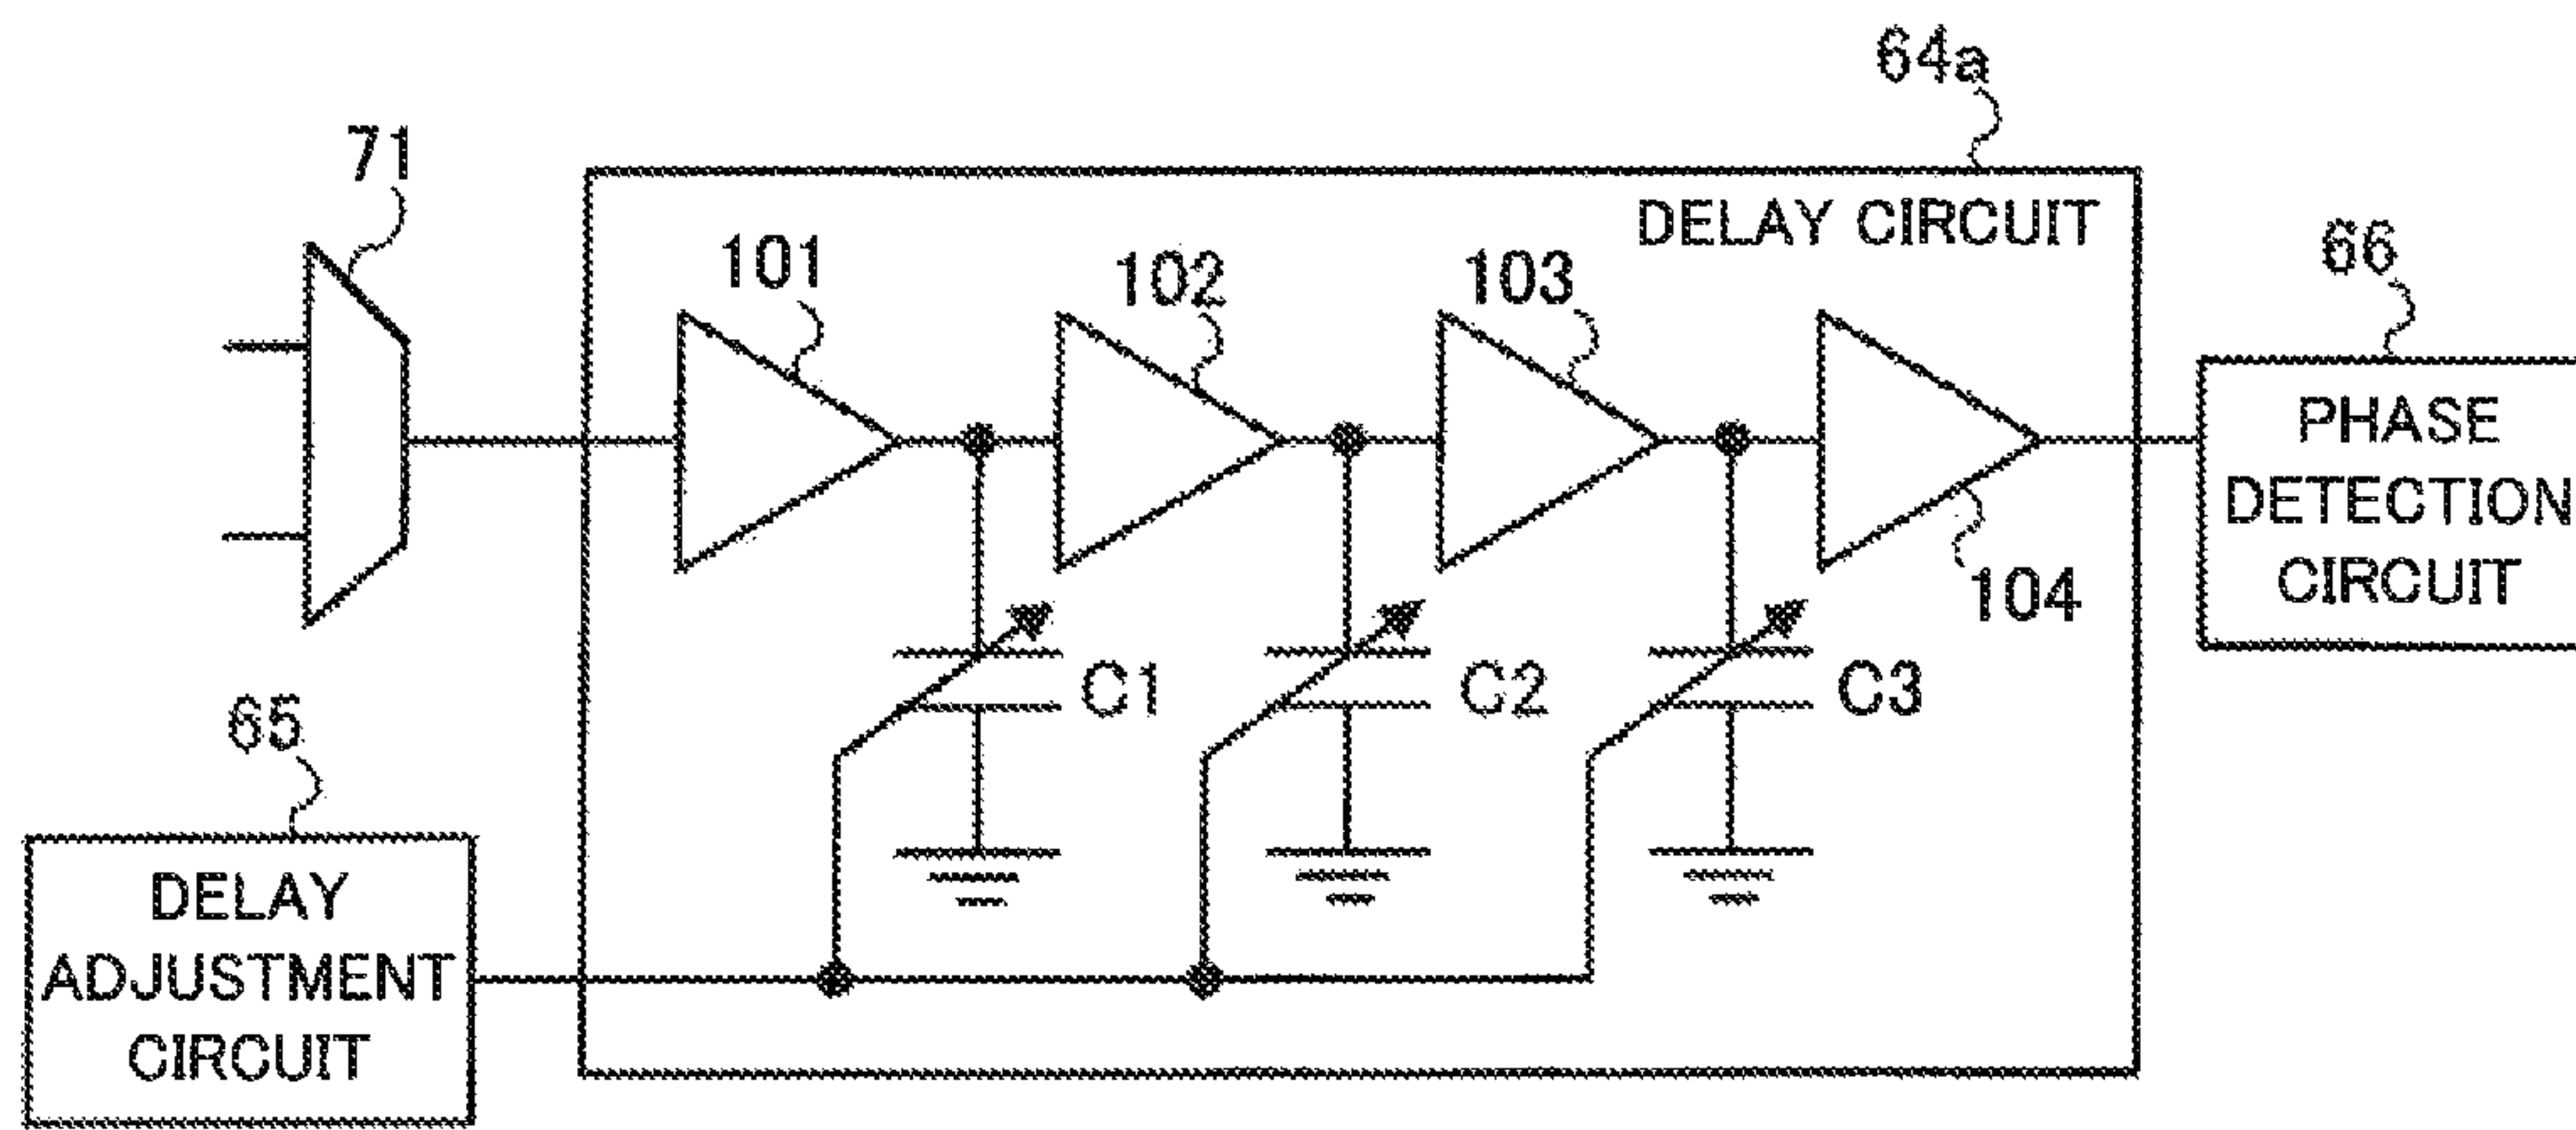 64a
71
DELAY CIRCUIT
101
102
103
66
PHASE
DETECTION
CIRCUIT
104
C1
C2
C3
65
DELAY
ADJUSTMENT
CIRCUIT